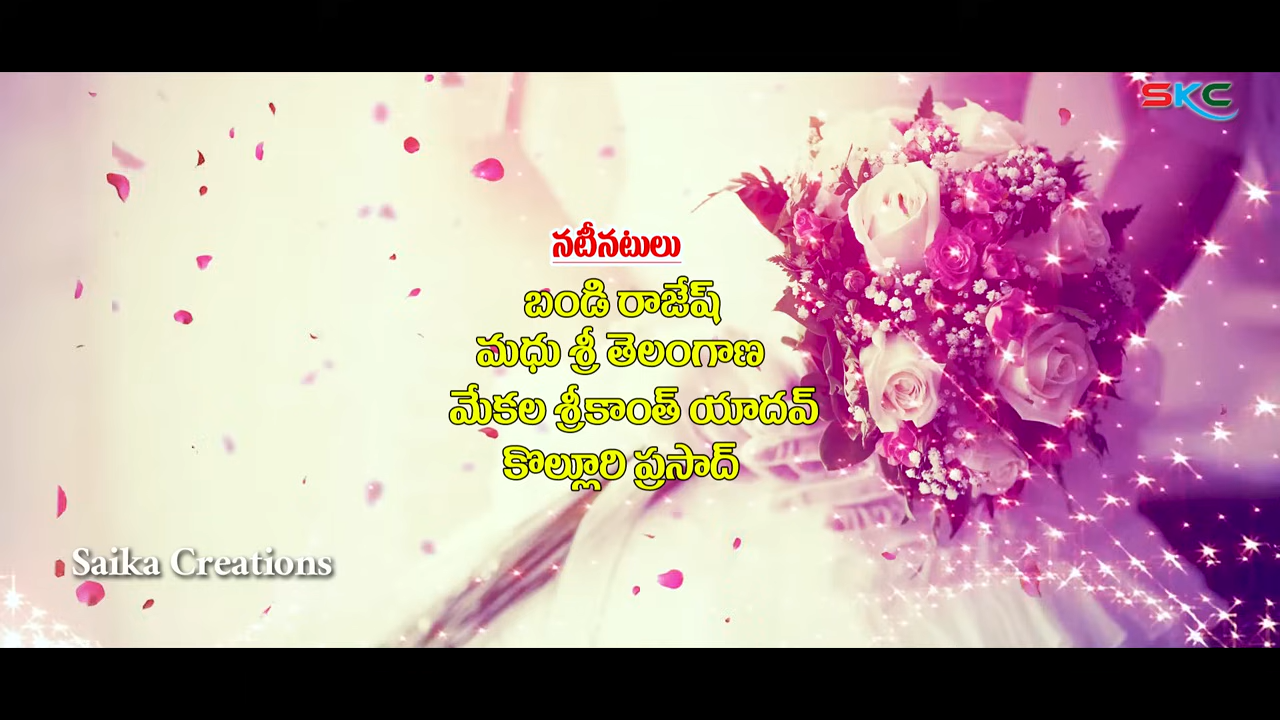 SKC
నటీనటులు
బండి రాజేష్
మధు శ్రీ తెలంగాణ
మేకల శ్రీకాంత్ యాదవ్
కొల్లూరి ప్రసాద్
Saika Creations